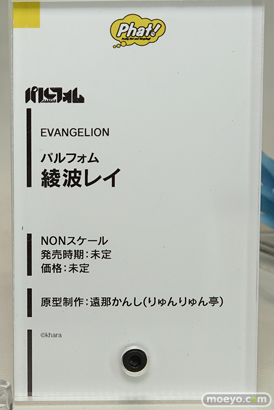 Phat!
パルフォム
EVANGELION
パルフォム
綾波レイ
NONスケール
発売時期：未定
価格：未定
原型制作：遠那かんし(りゅんりゅん亭)
©khara
moeyo.com